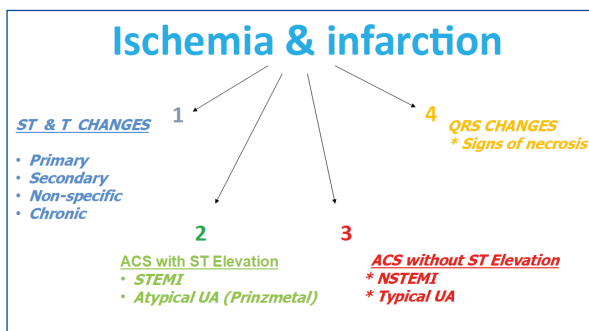 Ischemia & infarction
1
ST & T CHANGES
• Primary
• Secondary
• Non-specific
• Chronic
2
ACS with ST Elevation
• STEMI
• Atypical UA (Prinzmetal)
3
ACS without ST Elevation
* NSTEMI
* Typical UA
4
QRS CHANGES
* Signs of necrosis